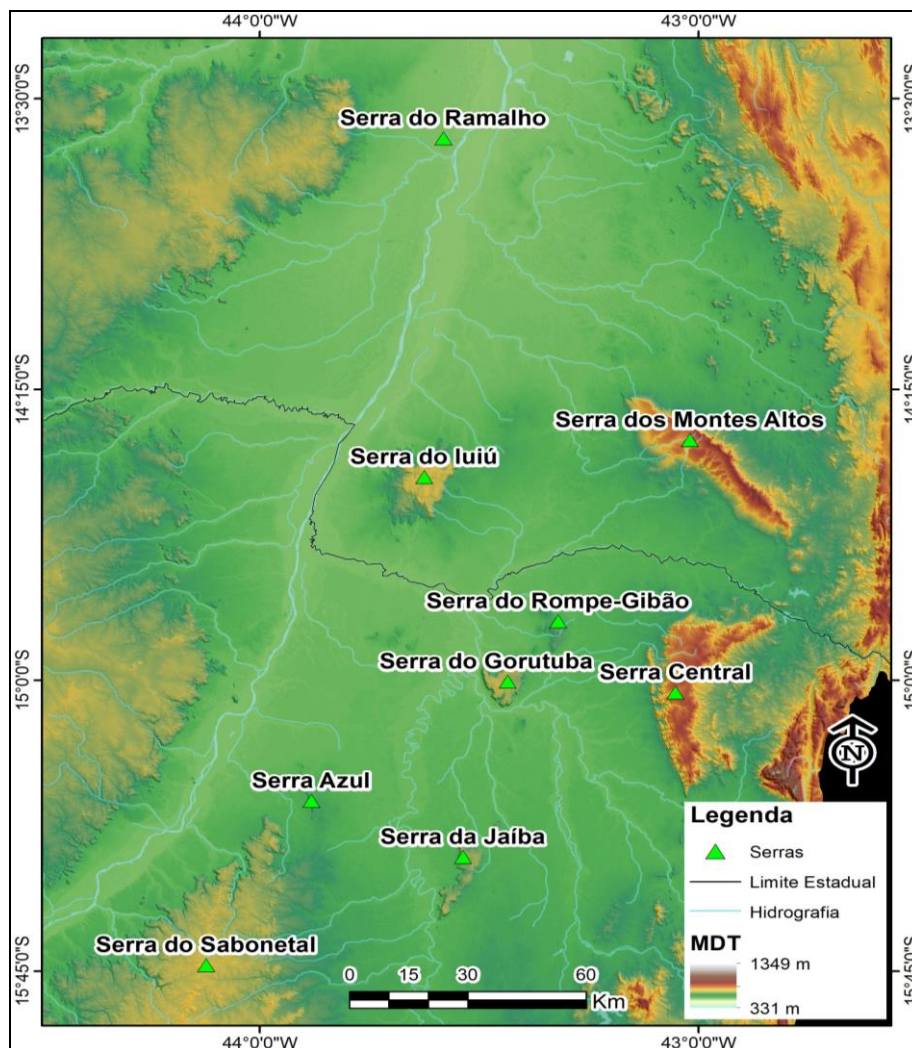 44°0'0"W 43°0'0"W
13°30'0"S 13°30'0"S
Serra do Ramalho
14°15'0"S 14°15'0"S
Serra dos Montes Altos
Serra do Iuiú
Serra do Rompe-Gibão
Serra do Gorutuba
Serra Central
15°0'0"S 15°0'0"S
N
Serra Azul
Serra da Jaíba
Serra do Sabonetal
15°45'0"S 15°45'0"S
0 15 30 60
Km
Legenda
Serras
Limite Estadual
Hidrografia
MDT
1349 m
331 m
44°0'0"W 43°0'0"W